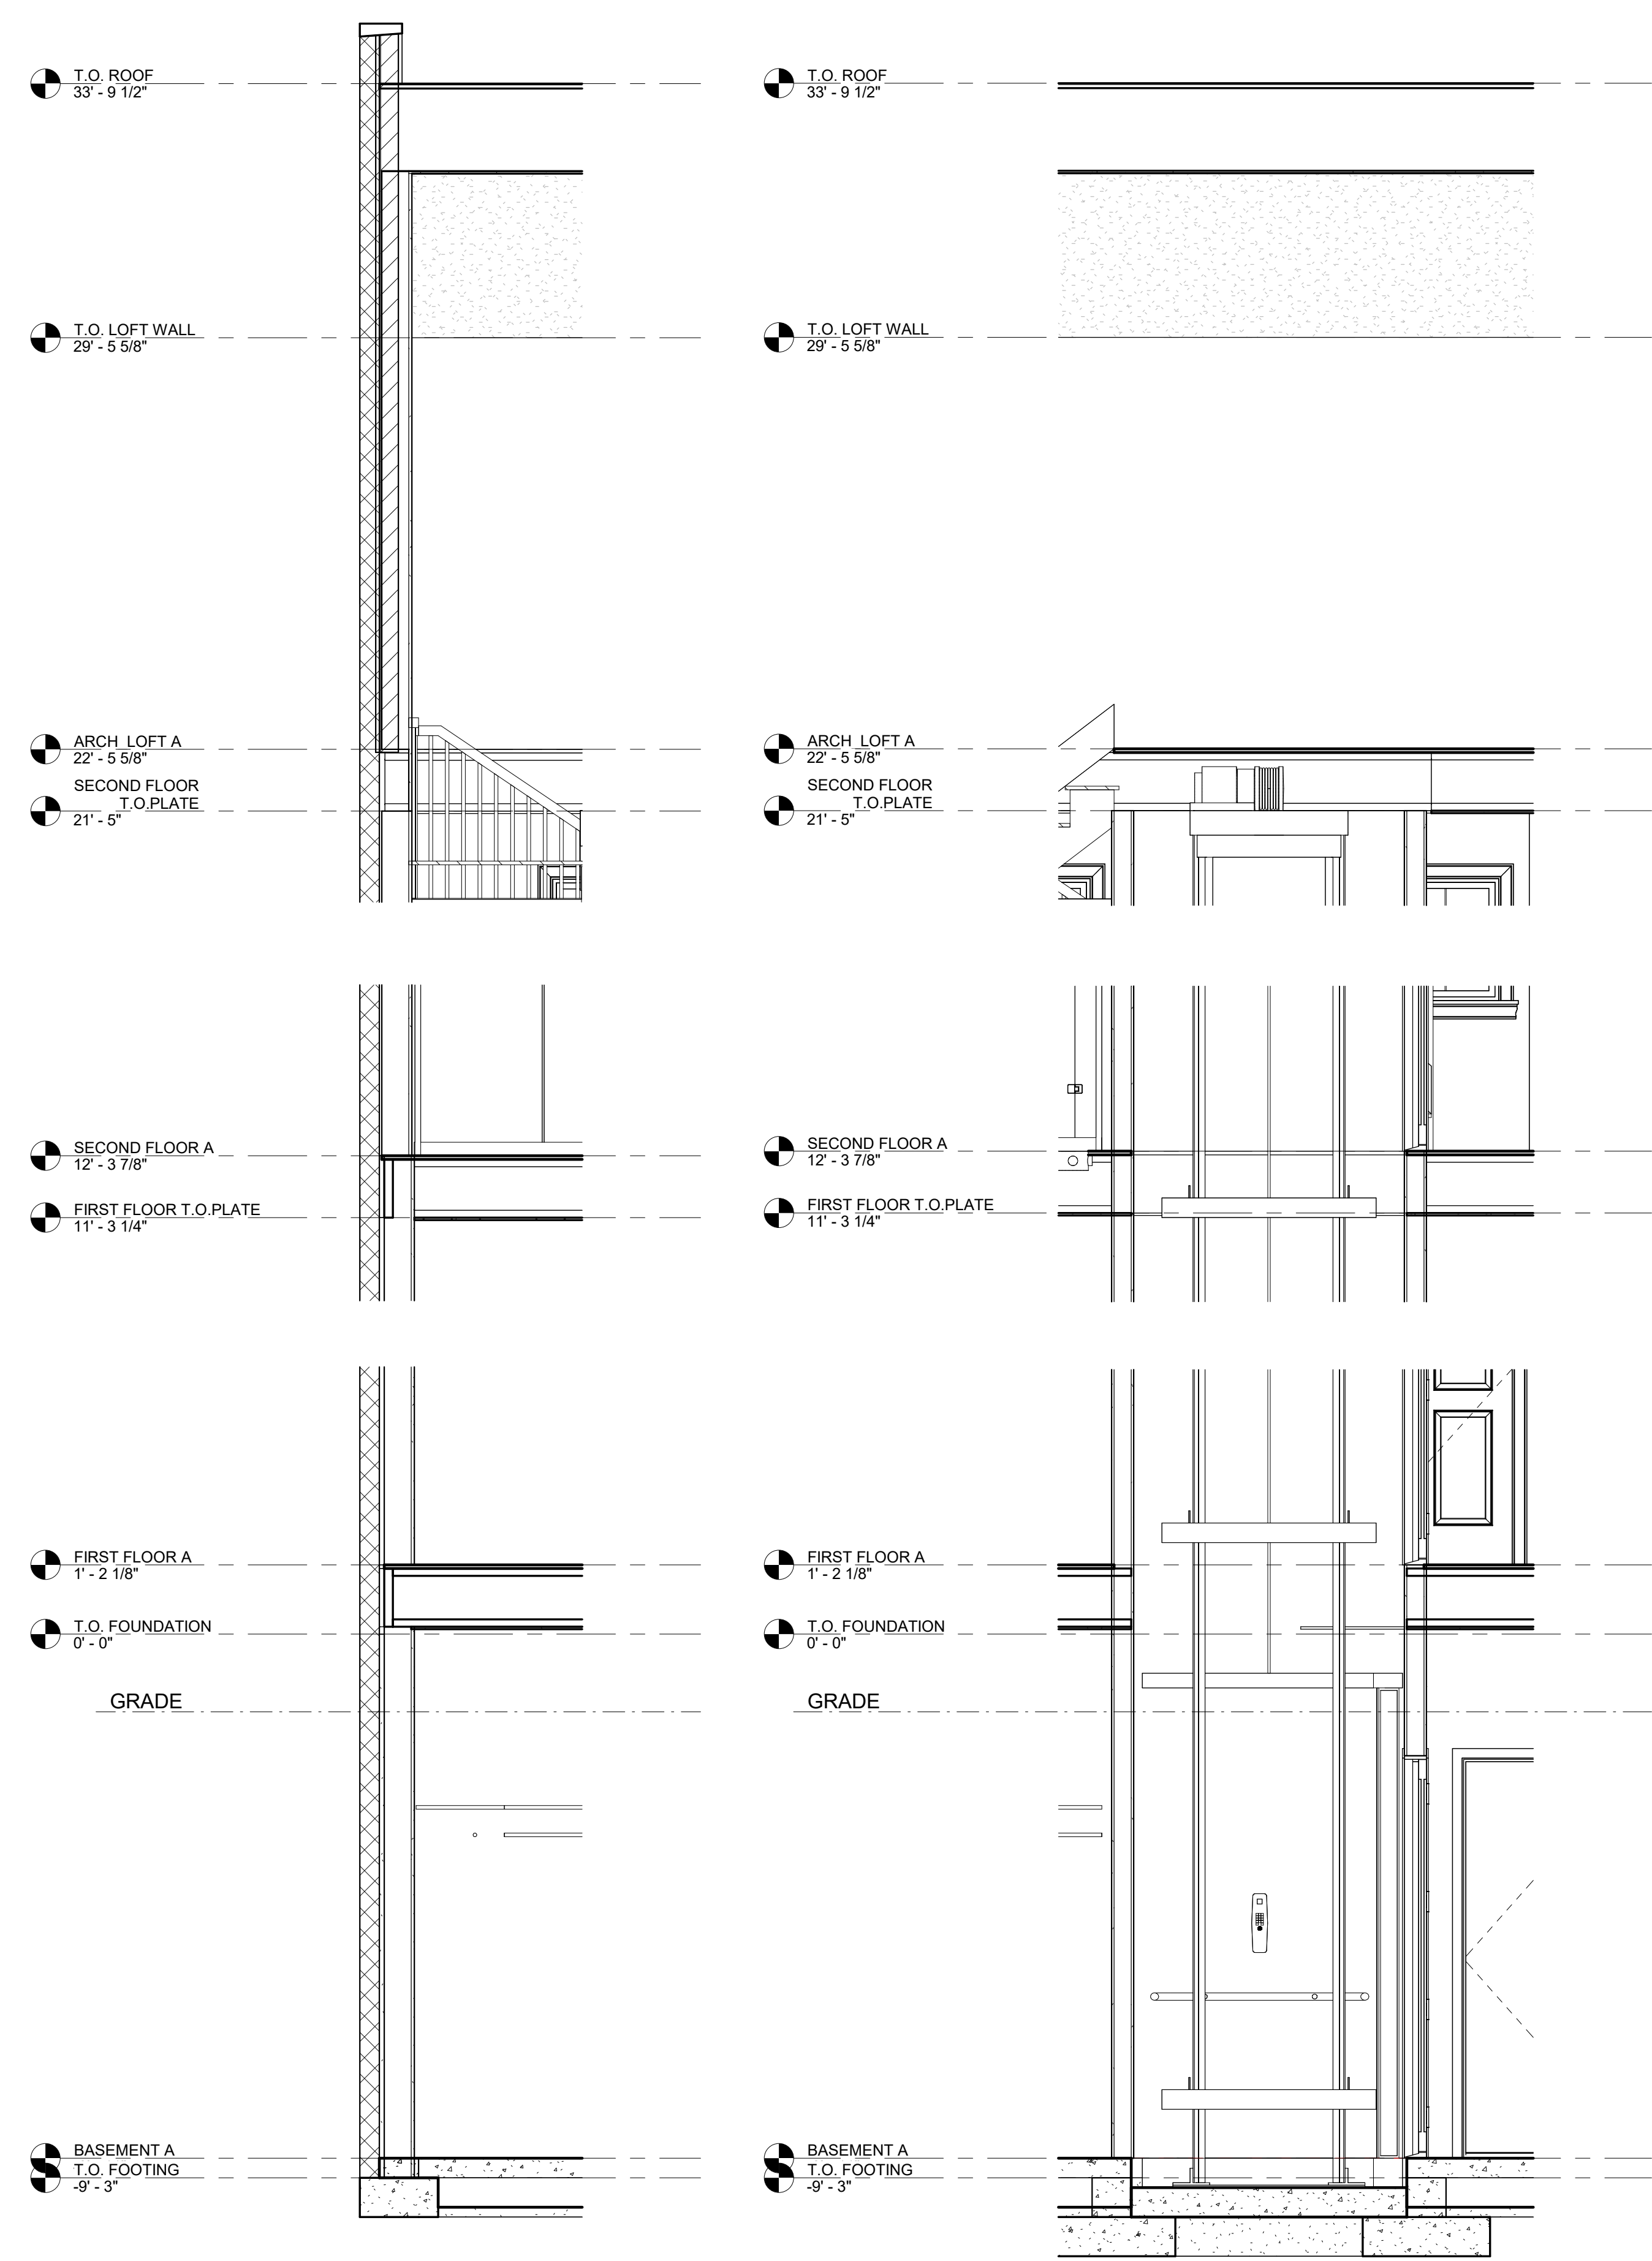 T.O. ROOF
33' - 9 1/2"
T.O. LOFT WALL
29' - 5 5/8"
ARCH LOFT A
22' - 5 5/8"
SECOND FLOOR
T.O.PLATE
21' - 5"
SECOND FLOOR A
12' - 3 7/8"
FIRST FLOOR T.O.PLATE
11' - 3 1/4"
FIRST FLOOR A
1' - 2 1/8"
T.O. FOUNDATION
0' - 0"
GRADE
BASEMENT A
T.O. FOOTING
-9' - 3"
T.O. ROOF
33' - 9 1/2"
T.O. LOFT WALL
29' - 5 5/8"
ARCH LOFT A
22' - 5 5/8"
SECOND FLOOR
T.O.PLATE
21' - 5"
SECOND FLOOR A
12' - 3 7/8"
FIRST FLOOR T.O.PLATE
11' - 3 1/4"
FIRST FLOOR A
1' - 2 1/8"
T.O. FOUNDATION
0' - 0"
GRADE
BASEMENT A
T.O. FOOTING
-9' - 3"